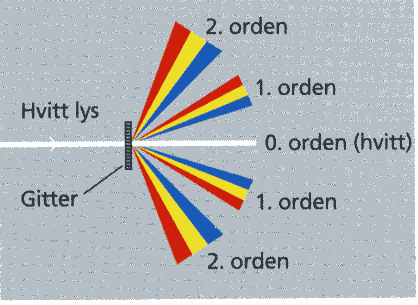 2. orden
1. orden
Hvitt lys
0. orden (hvitt)
Gitter
1. orden
2. orden